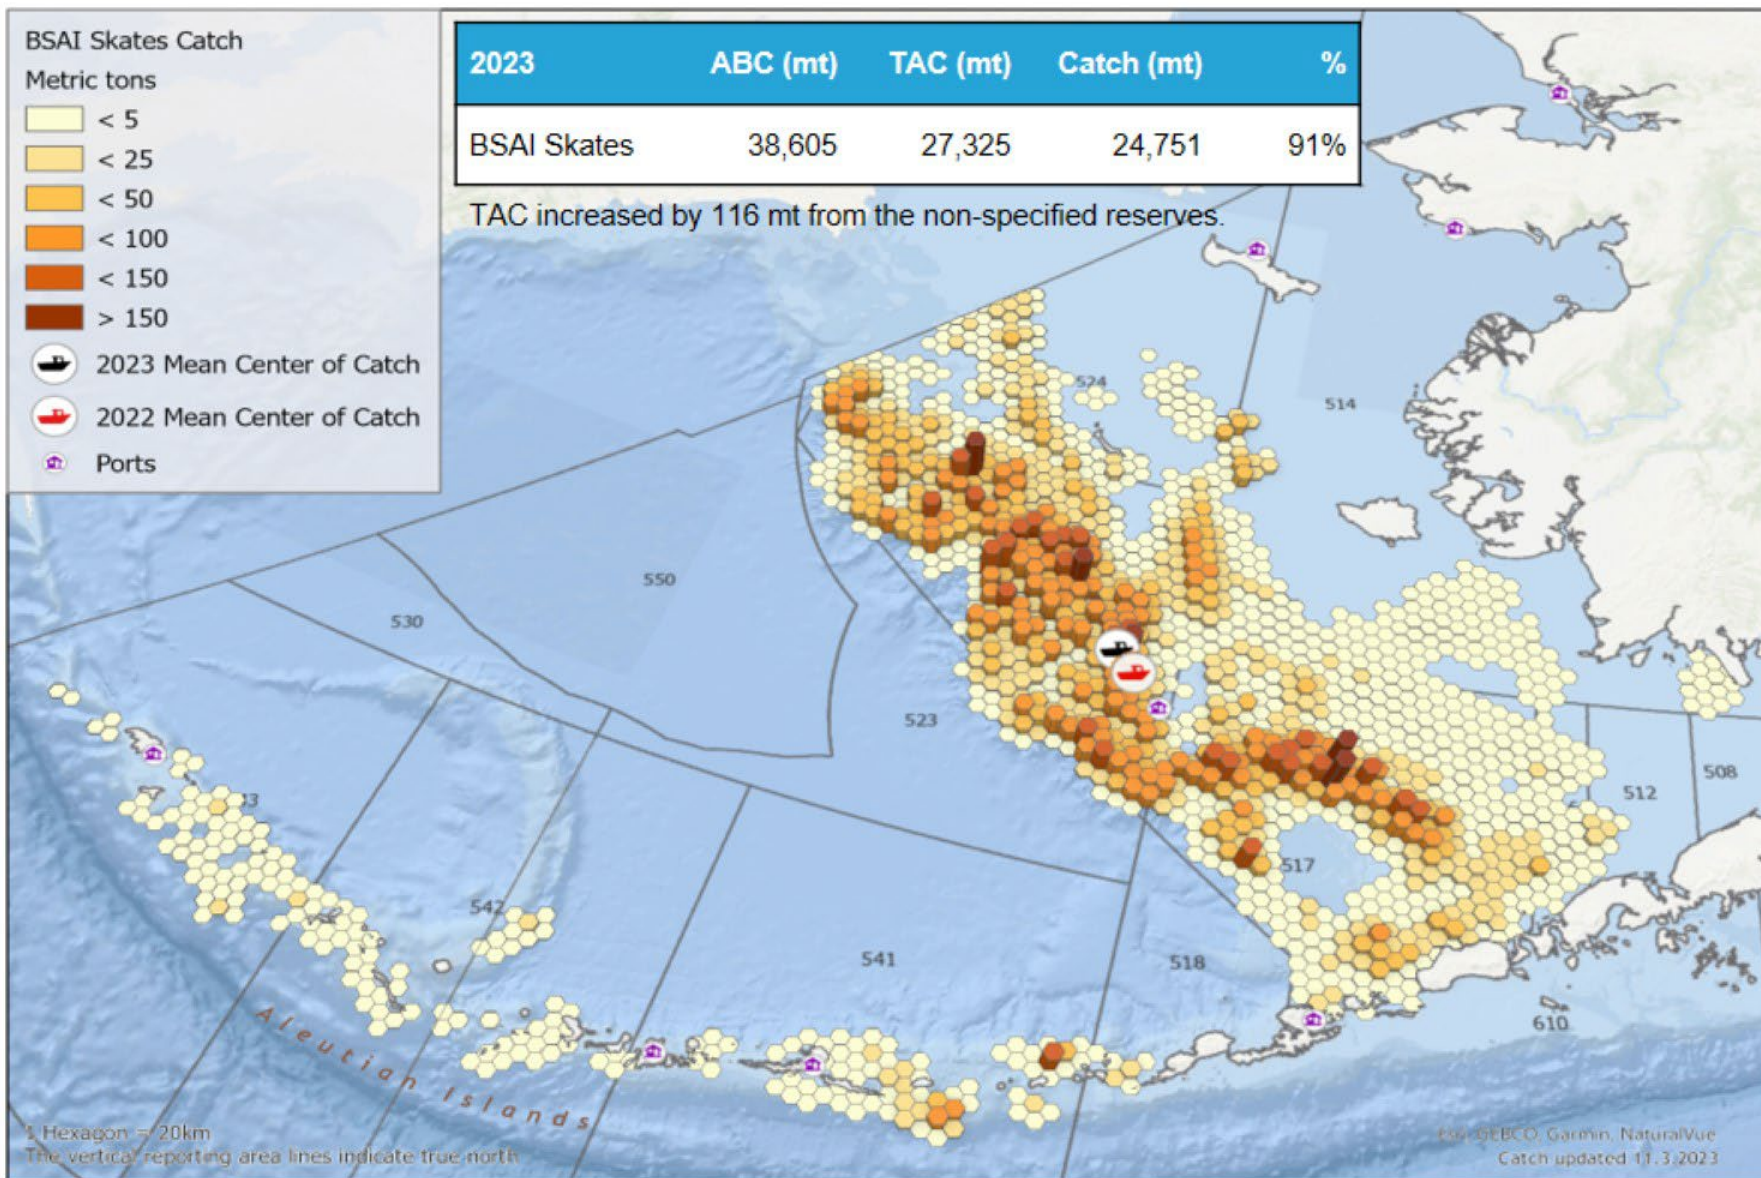 BSAI Skates Catch
Metric tons
< 5
< 25
< 50
< 100
< 150
> 150
2023 Mean Center of Catch
2022 Mean Center of Catch
Ports
2023 ABC (mt) TAC (mt) Catch (mt) %
BSAI Skates 38,605 27,325 24,751 91%
TAC increased by 116 mt from the non-specified reserves.
524
514
550
530
523
512
508
517
542
541
518
610
Aleutian Islands
1 Hexagon = 20km
The vertical reporting area lines indicate true north
Esri, GEBCO, Garmin, NaturalVue
Catch updated 11.3.2023